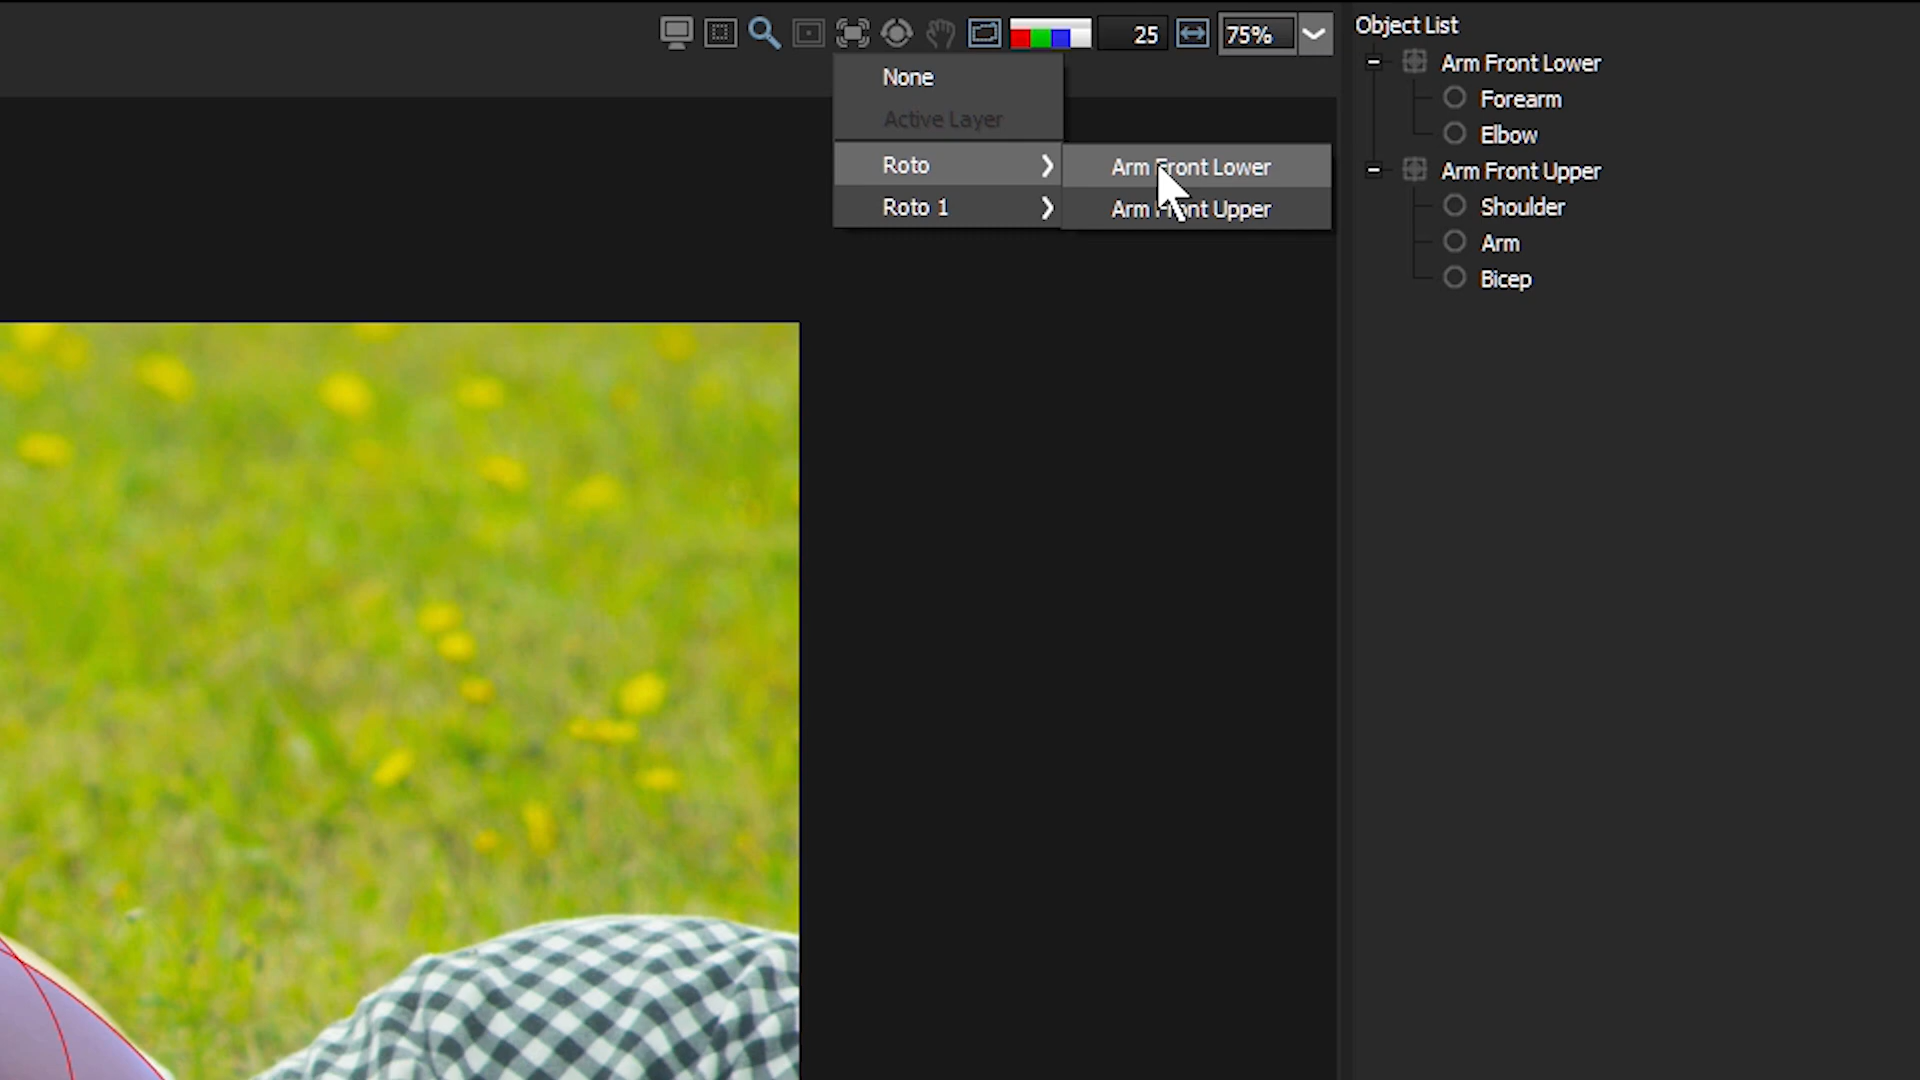 25
75%
Object List
None
Active Layer
Roto
Roto 1
Arm Front Lower
Arm Front Upper
Arm Front Lower
Forearm
Elbow
Arm Front Upper
Shoulder
Arm
Bicep